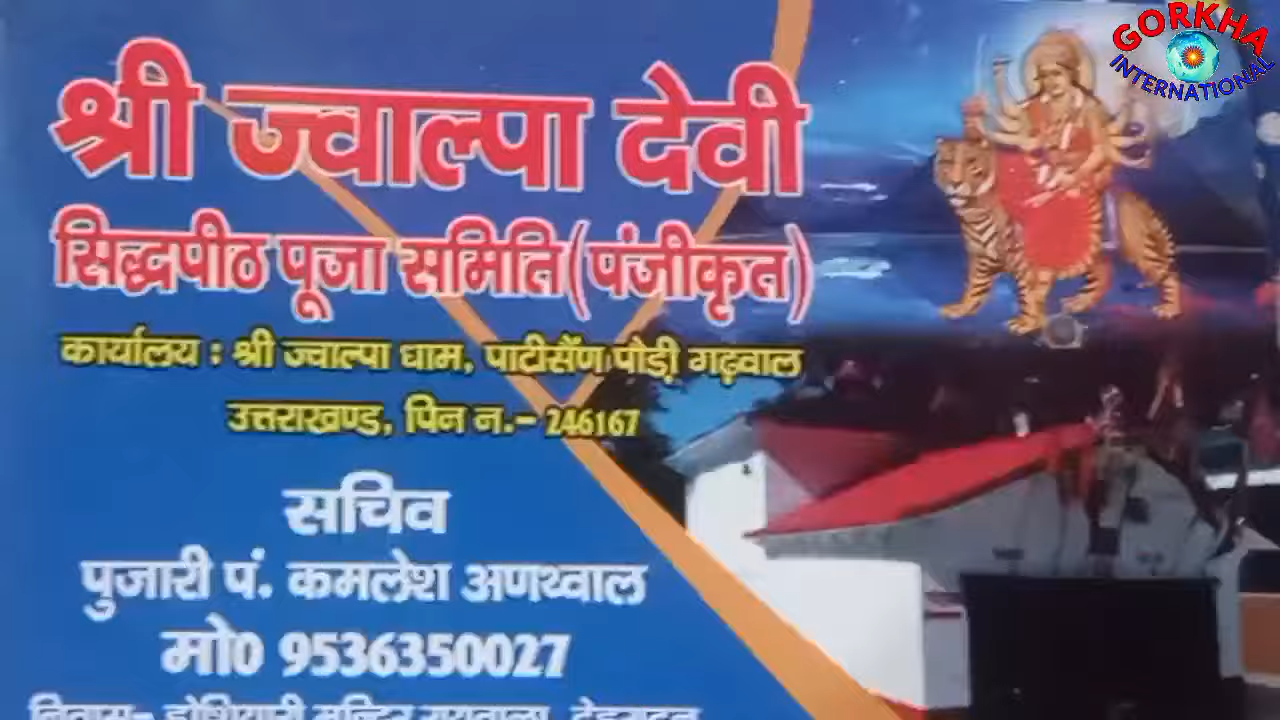 GORKHA
INTERNATIONAL
श्री ज्वाल्पा देवी
सिद्धपीठ पूजा समिति (पंजीकृत)
कार्यालय : श्री ज्वाल्पा धाम, पाटीसैंण पौड़ी गढ़वाल
उत्तराखण्ड, पिन न.- 246167
सचिव
पुजारी पं. कमलेश अणथ्वाल
मो0 9536350027
निवास-